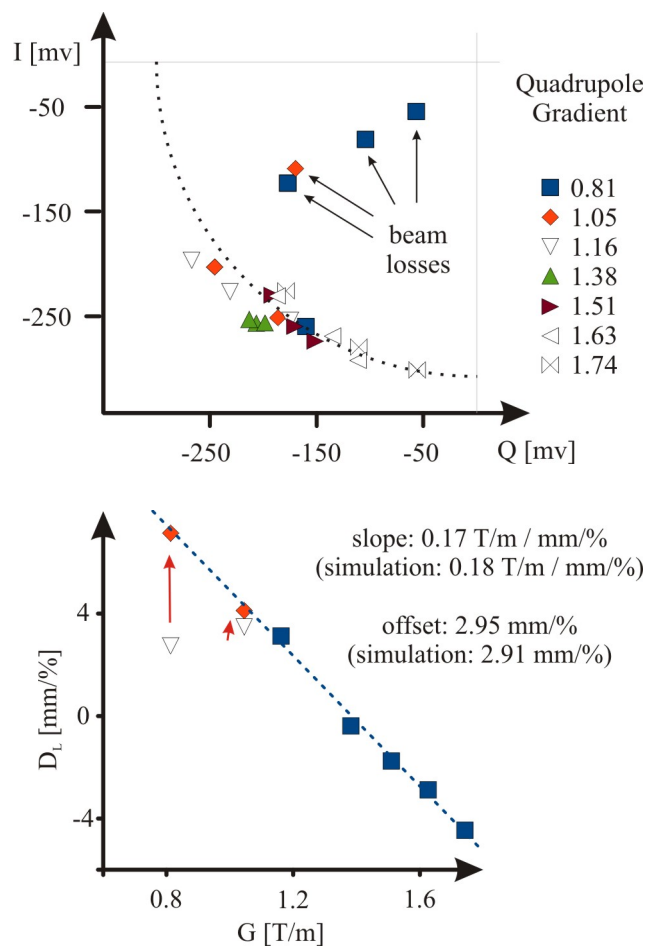 I [mv]
-50
-150
-250
-250
-150
-50
Q [mv]
beam
losses
Quadrupole
Gradient
0.81
1.05
1.16
1.38
1.51
1.63
1.74
slope: 0.17 T/m / mm/%
(simulation: 0.18 T/m / mm/%)
offset: 2.95 mm/%
(simulation: 2.91 mm/%)
D_L [mm/%]
4
0
-4
0.8
1.2
1.6
G [T/m]